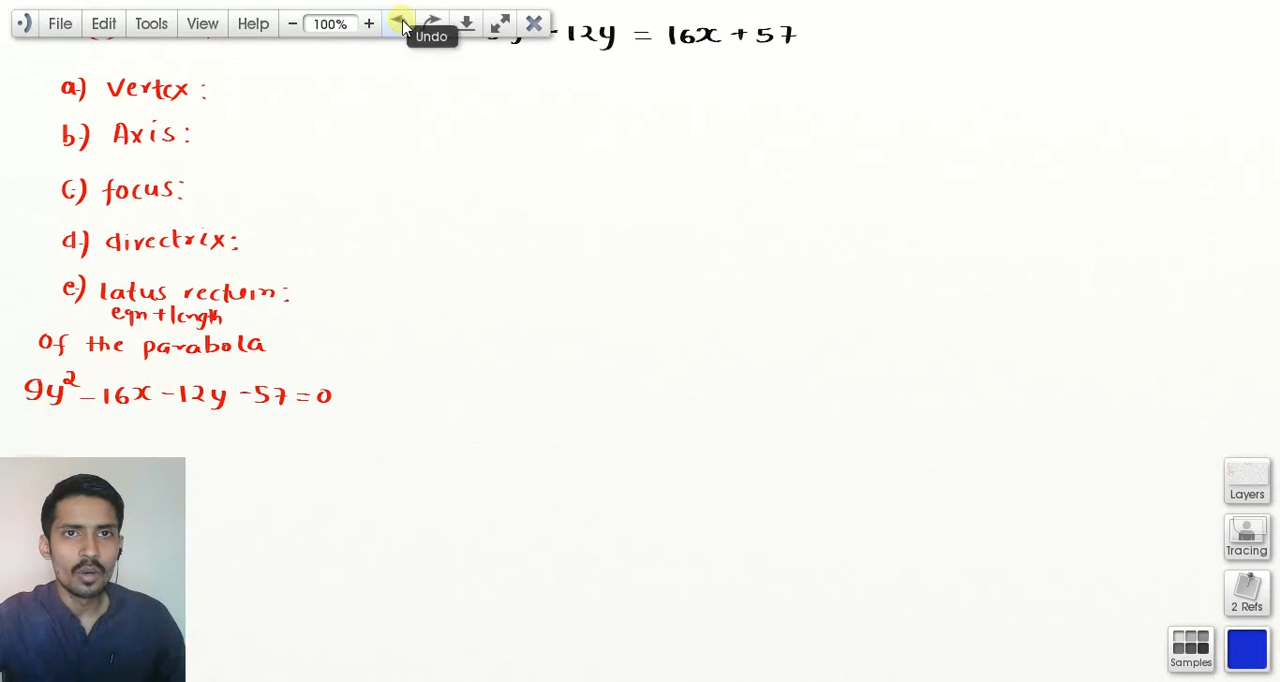 File Edit Tools View Help − 100% +
Undo
-12y = 16x + 57
a) Vertex :
b) Axis :
c) focus :
d) directrix :
e) latus rectum :
eqn + length
Of the parabola
9y² - 16x - 12y - 57 = 0
Layers
Tracing
2 Refs
Samples